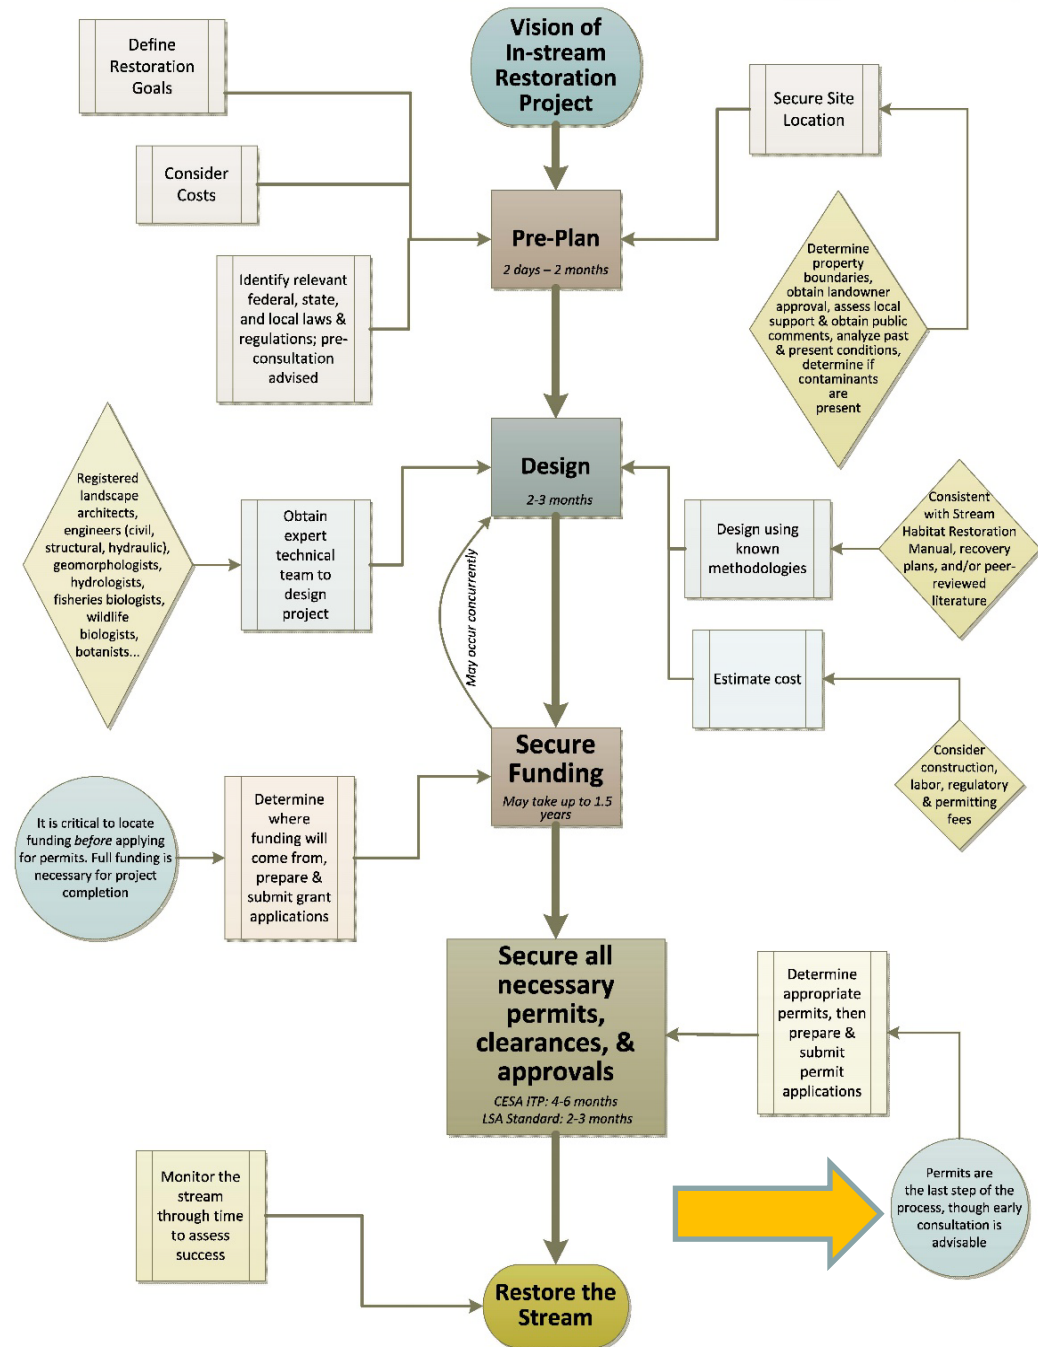 Vision of
In-stream
Restoration
Project
Define
Restoration
Goals
Consider
Costs
Identify relevant
federal, state,
and local laws &
regulations; pre-
consultation
advised
Pre-Plan
2 days – 2 months
Secure Site
Location
Determine
property
boundaries,
obtain landowner
approval, assess local
support & obtain public
comments, analyze past
& present conditions,
determine if
contaminants
are
present
Registered
landscape
architects,
engineers (civil,
structural, hydraulic),
geomorphologists,
hydrologists,
fisheries biologists,
wildlife
biologists,
botanists...
Obtain
expert
technical
team to
design
project
Design
2-3 months
Design using
known
methodologies
Consistent
with Stream
Habitat Restoration
Manual, recovery
plans, and/or peer-
reviewed
literature
May occur concurrently
Estimate cost
Consider
construction,
labor, regulatory
& permitting
fees
Secure
Funding
May take up to 1.5
years
It is critical to locate
funding before applying
for permits. Full funding is
necessary for project
completion
Determine
where
funding will
come from,
prepare &
submit grant
applications
Secure all
necessary
permits,
clearances, &
approvals
CESA ITP: 4-6 months
LSA Standard: 2-3 months
Determine
appropriate
permits, then
prepare &
submit
permit
applications
Permits are
the last step of the
process, though early
consultation is
advisable
Monitor the
stream
through time
to assess
success
Restore the
Stream